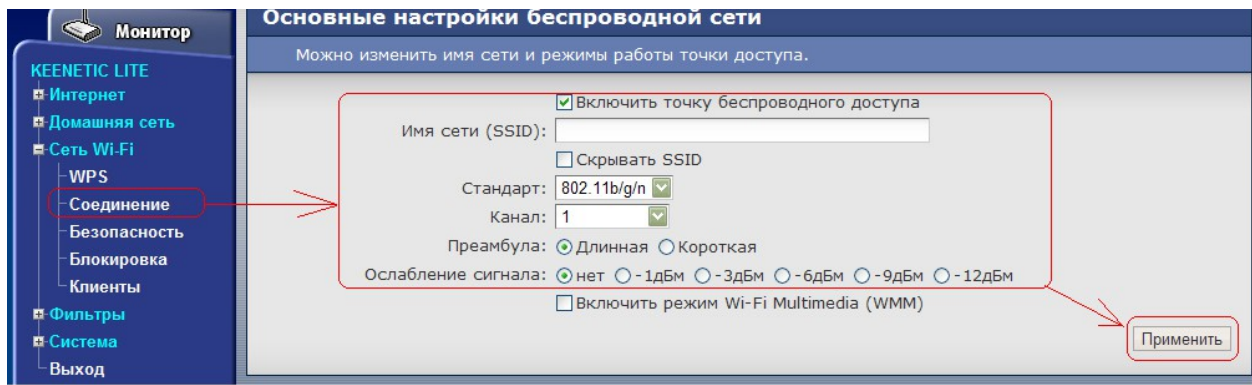 Монитор
KEENETIC LITE
Интернет
Домашняя сеть
Сеть Wi-Fi
WPS
Соединение
Безопасность
Блокировка
Клиенты
Фильтры
Система
Выход
Основные настройки беспроводной сети
Можно изменить имя сети и режимы работы точки доступа.
Включить точку беспроводного доступа
Имя сети (SSID):
Скрывать SSID
Стандарт: 802.11b/g/n
Канал: 1
Преамбула: Длинная Короткая
Ослабление сигнала: нет -1дБм -3дБм -6дБм -9дБм -12дБм
Включить режим Wi-Fi Multimedia (WMM)
Применить